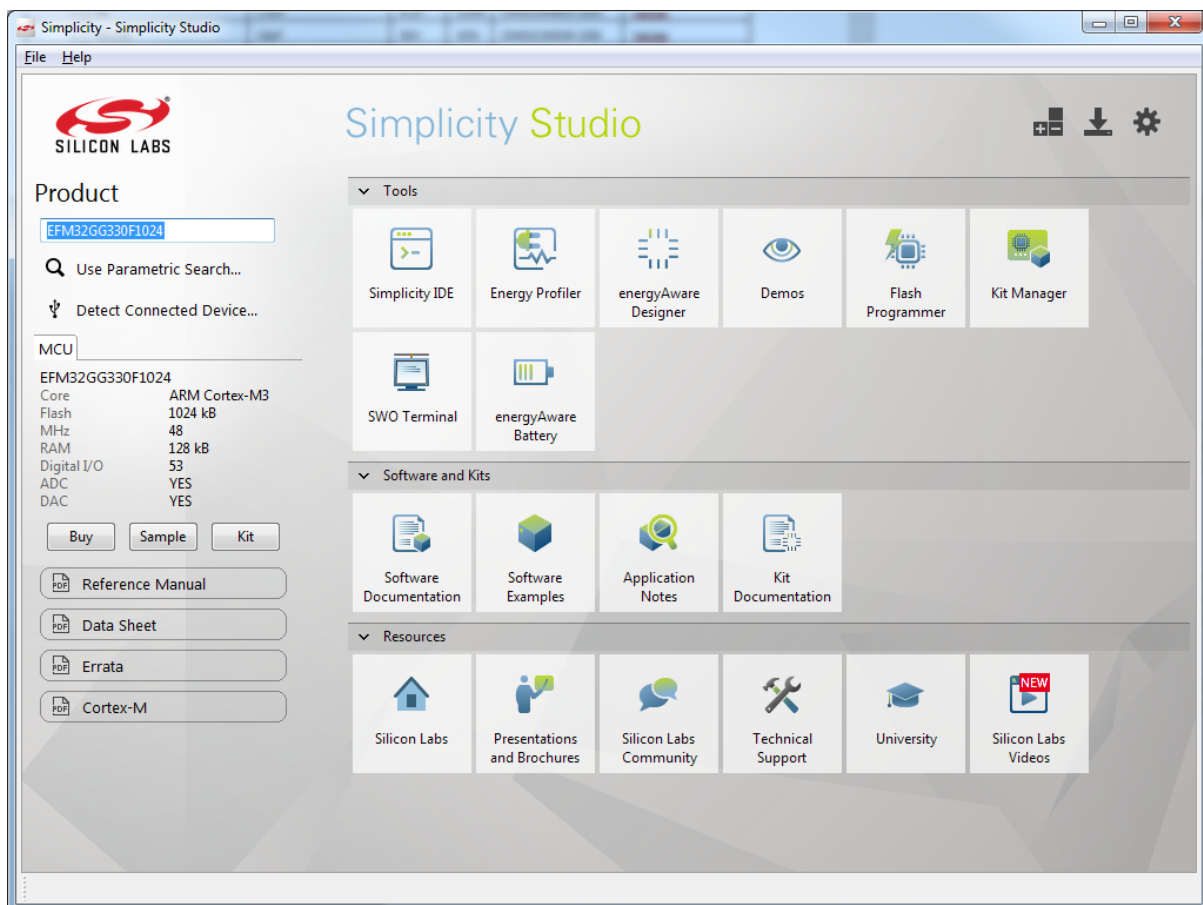 Simplicity - Simplicity Studio
File Help
SILICON LABS
Simplicity Studio
Product
EFM32GG330F1024
Use Parametric Search...
Detect Connected Device...
MCU
EFM32GG330F1024
Core ARM Cortex-M3
Flash 1024 kB
MHz 48
RAM 128 kB
Digital I/O 53
ADC YES
DAC YES
Buy Sample Kit
PDF Reference Manual
PDF Data Sheet
PDF Errata
PDF Cortex-M
Tools
Simplicity IDE
Energy Profiler
energyAware
Designer
Demos
Flash
Programmer
Kit Manager
SWO Terminal
energyAware
Battery
Software and Kits
Software
Documentation
Software
Examples
Application
Notes
Kit
Documentation
Resources
Silicon Labs
Presentations
and Brochures
Silicon Labs
Community
Technical
Support
University
NEW
Silicon Labs
Videos